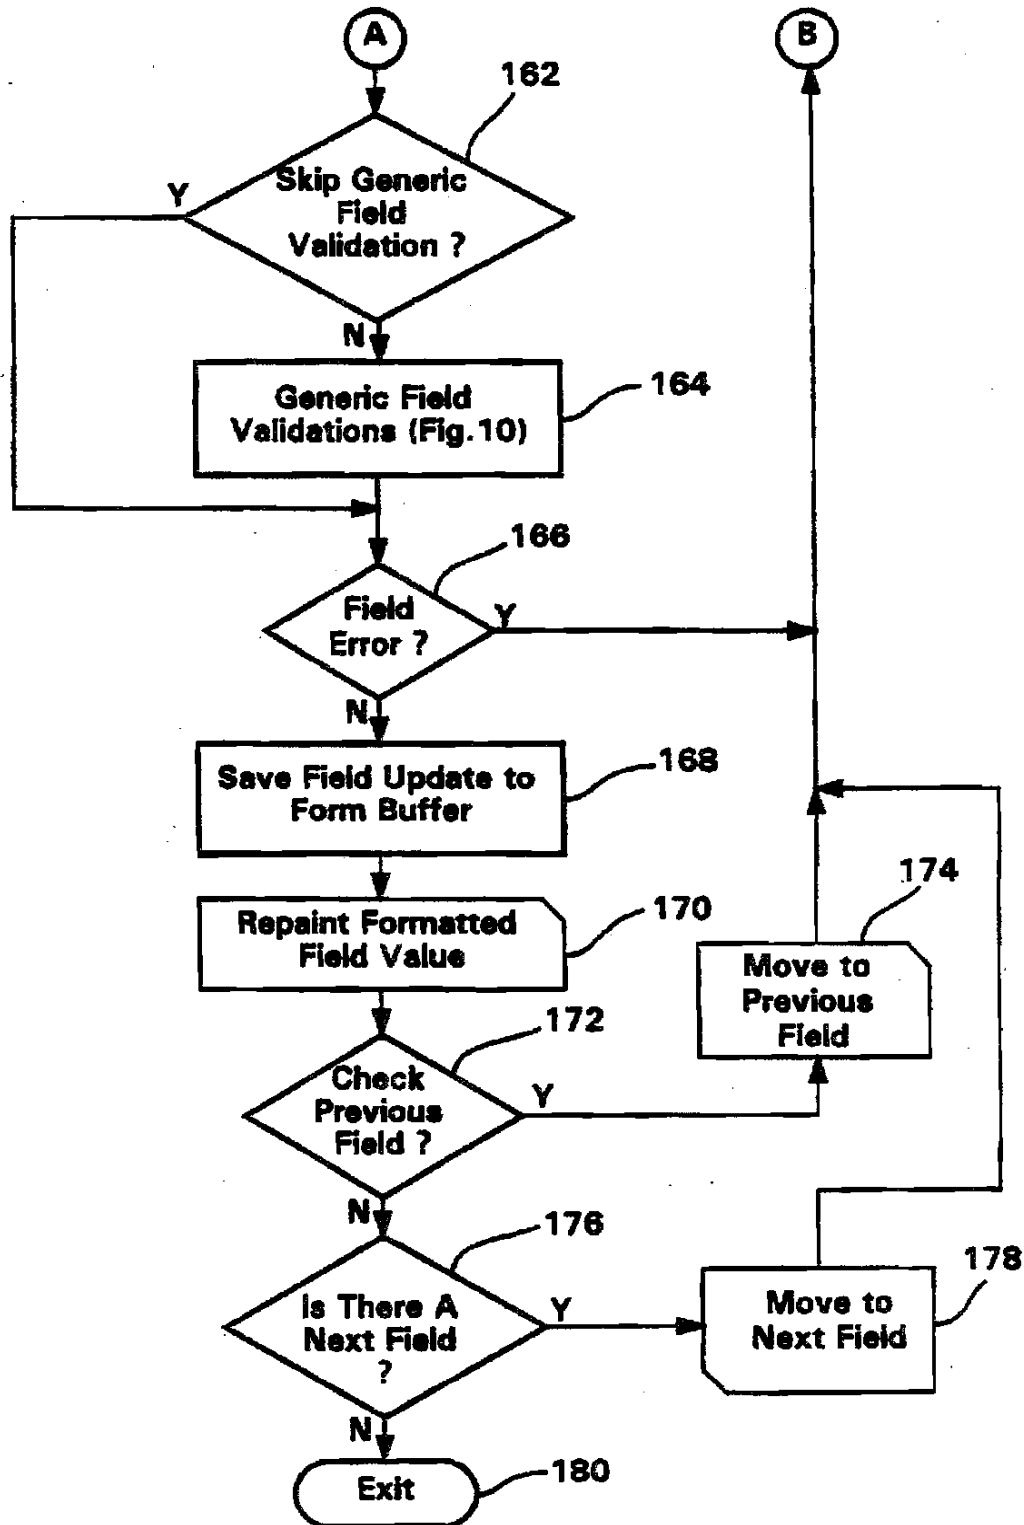 A
B
162
Skip Generic
Field
Validation ?
Y
N
Generic Field
Validations (Fig.10)
164
166
Field
Error ?
Y
N
Save Field Update to
Form Buffer
168
Repaint Formatted
Field Value
170
174
Move to
Previous
Field
172
Check
Previous
Field ?
Y
N
176
Is There A
Next Field
?
Y
178
Move to
Next Field
N
Exit
180